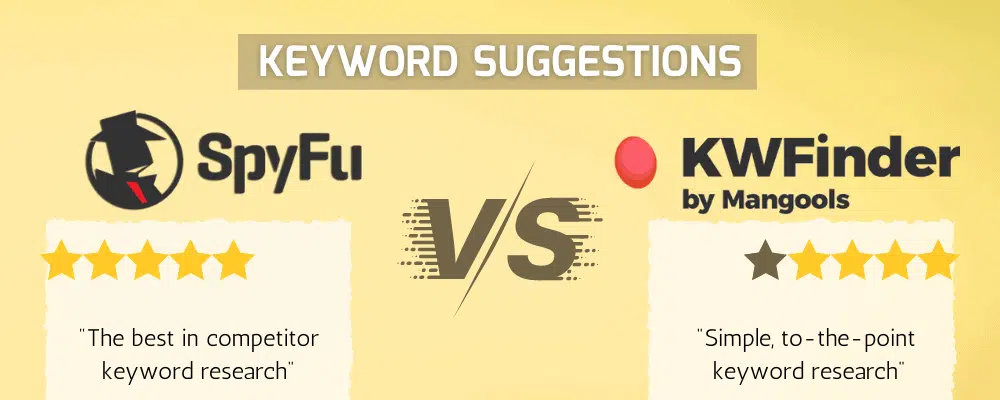 KEYWORD SUGGESTIONS
SpyFu
VS
KWFinder
by Mangools
"The best in competitor
keyword research"
"Simple, to-the-point
keyword research"